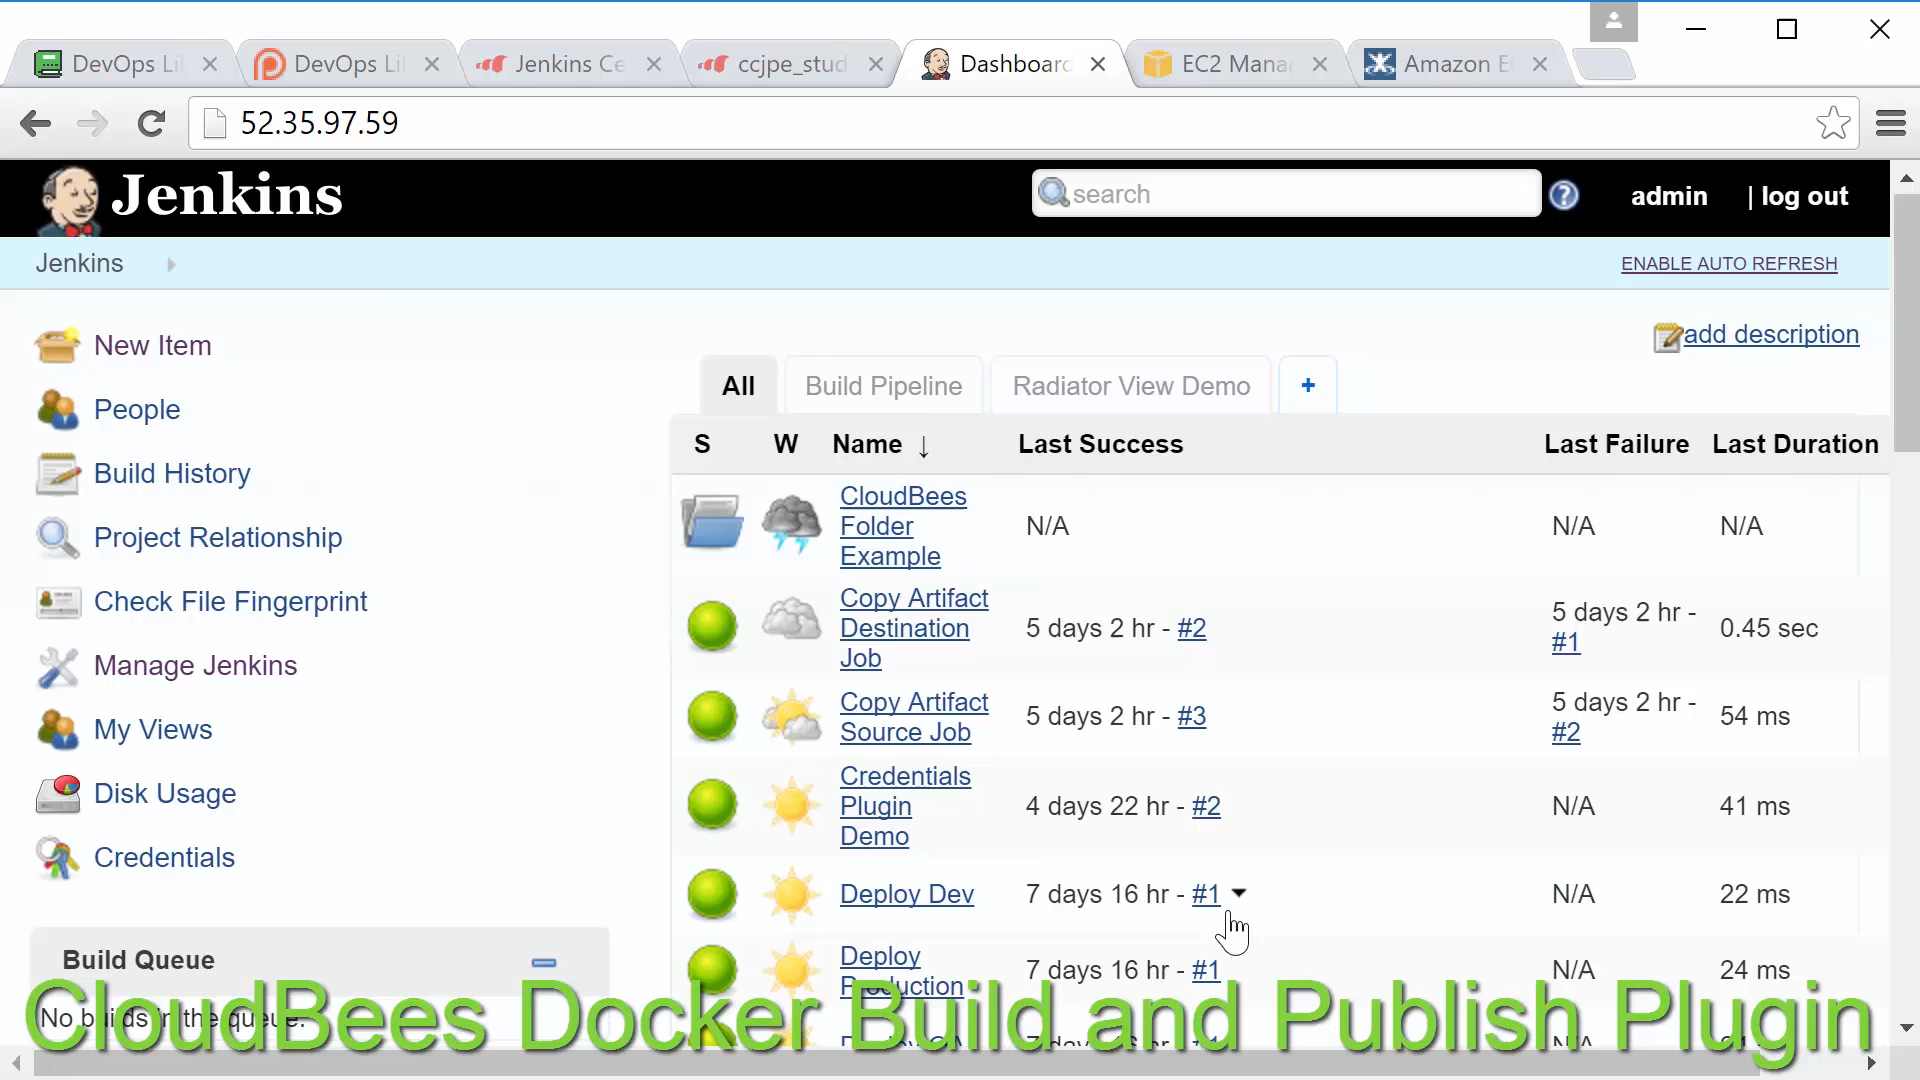 DevOps Li
DevOps Li
Jenkins Ce
ccjpe_stud
Dashboard
EC2 Mana
Amazon E
52.35.97.59
Jenkins
search
admin
| log out
Jenkins
ENABLE AUTO REFRESH
New Item
People
Build History
Project Relationship
Check File Fingerprint
Manage Jenkins
My Views
Disk Usage
Credentials
Build Queue
No builds in the queue.
add description
All
Build Pipeline
Radiator View Demo
+
S W Name ↓ Last Success Last Failure Last Duration
CloudBees
Folder
Example
N/A N/A N/A
Copy Artifact
Destination
Job
5 days 2 hr - #2
5 days 2 hr -
#1
0.45 sec
Copy Artifact
Source Job
5 days 2 hr - #3
5 days 2 hr -
#2
54 ms
Credentials
Plugin
Demo
4 days 22 hr - #2 N/A 41 ms
Deploy Dev 7 days 16 hr - #1 N/A 22 ms
Deploy
Production
7 days 16 hr - #1 N/A 24 ms
CloudBees Docker Build and Publish Plugin